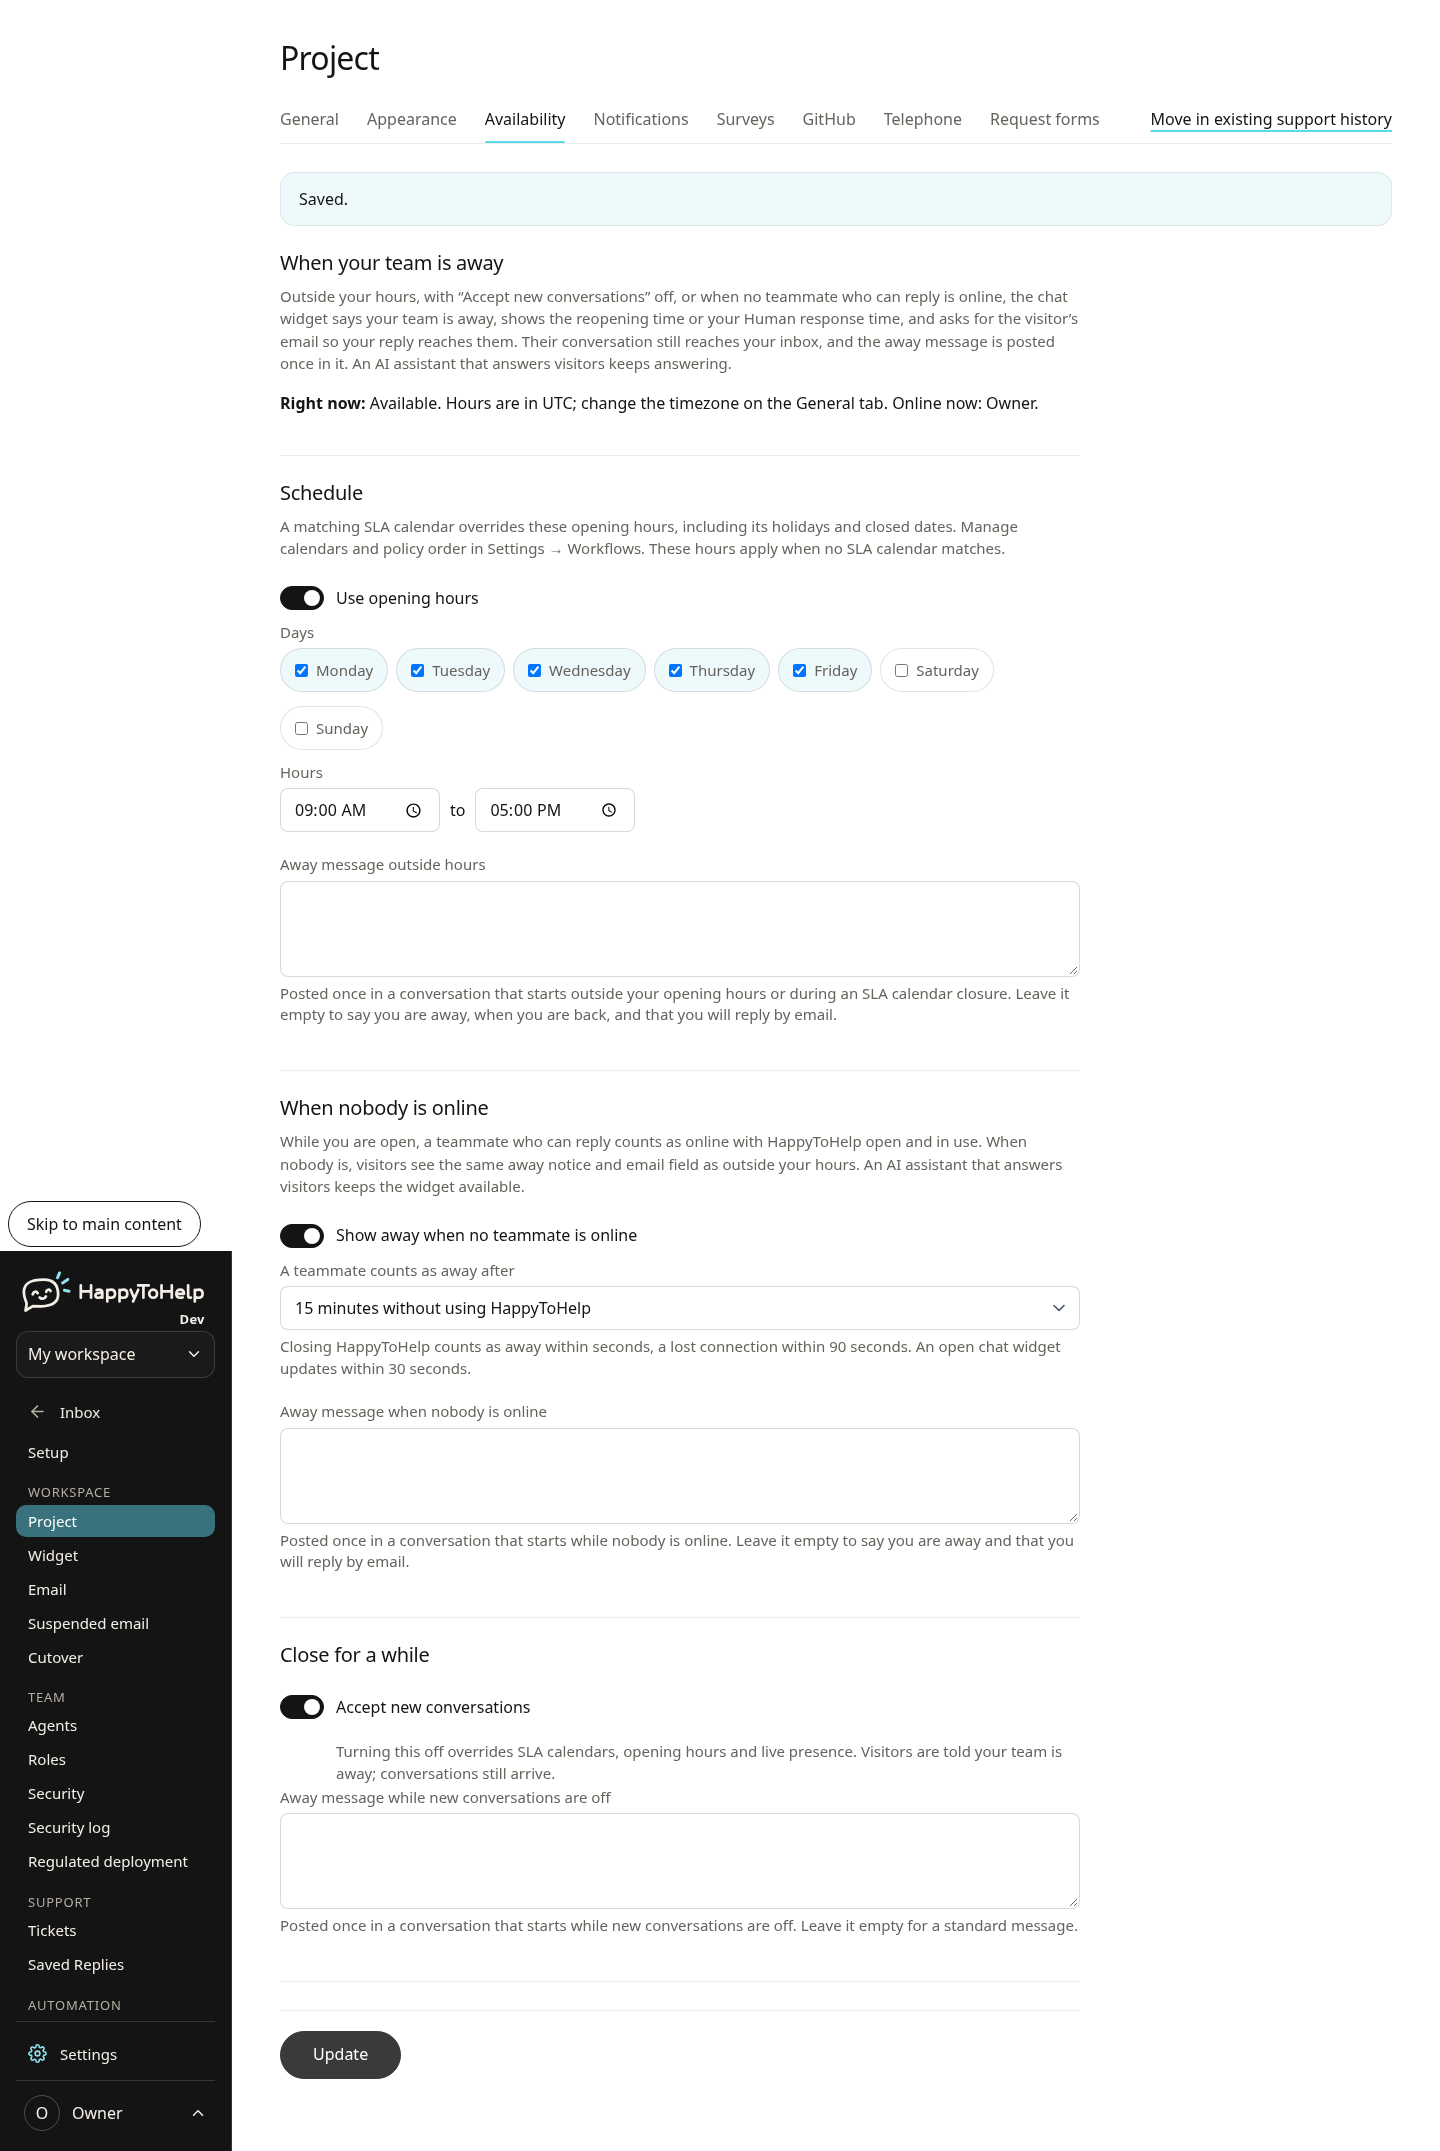 Project
General
Appearance
Availability
Notifications
Surveys
GitHub
Telephone
Request forms
Move in existing support history
Saved.
When your team is away
Outside your hours, with “Accept new conversations” off, or when no teammate who can reply is online, the chat
widget says your team is away, shows the reopening time or your Human response time, and asks for the visitor’s
email so your reply reaches them. Their conversation still reaches your inbox, and the away message is posted
once in it. An AI assistant that answers visitors keeps answering.
Right now: Available. Hours are in UTC; change the timezone on the General tab. Online now: Owner.
Schedule
A matching SLA calendar overrides these opening hours, including its holidays and closed dates. Manage
calendars and policy order in Settings → Workflows. These hours apply when no SLA calendar matches.
Use opening hours
Days
Monday
Tuesday
Wednesday
Thursday
Friday
Saturday
Sunday
Hours
09:00 AM
to
05:00 PM
Away message outside hours
Posted once in a conversation that starts outside your opening hours or during an SLA calendar closure. Leave it
empty to say you are away, when you are back, and that you will reply by email.
When nobody is online
While you are open, a teammate who can reply counts as online with HappyToHelp open and in use. When
nobody is, visitors see the same away notice and email field as outside your hours. An AI assistant that answers
visitors keeps the widget available.
Show away when no teammate is online
A teammate counts as away after
15 minutes without using HappyToHelp
Closing HappyToHelp counts as away within seconds, a lost connection within 90 seconds. An open chat widget
updates within 30 seconds.
Away message when nobody is online
Posted once in a conversation that starts while nobody is online. Leave it empty to say you are away and that you
will reply by email.
Close for a while
Accept new conversations
Turning this off overrides SLA calendars, opening hours and live presence. Visitors are told your team is
away; conversations still arrive.
Away message while new conversations are off
Posted once in a conversation that starts while new conversations are off. Leave it empty for a standard message.
Update
Skip to main content
HappyToHelp
Dev
My workspace
Inbox
Setup
WORKSPACE
Project
Widget
Email
Suspended email
Cutover
TEAM
Agents
Roles
Security
Security log
Regulated deployment
SUPPORT
Tickets
Saved Replies
AUTOMATION
Settings
O
Owner